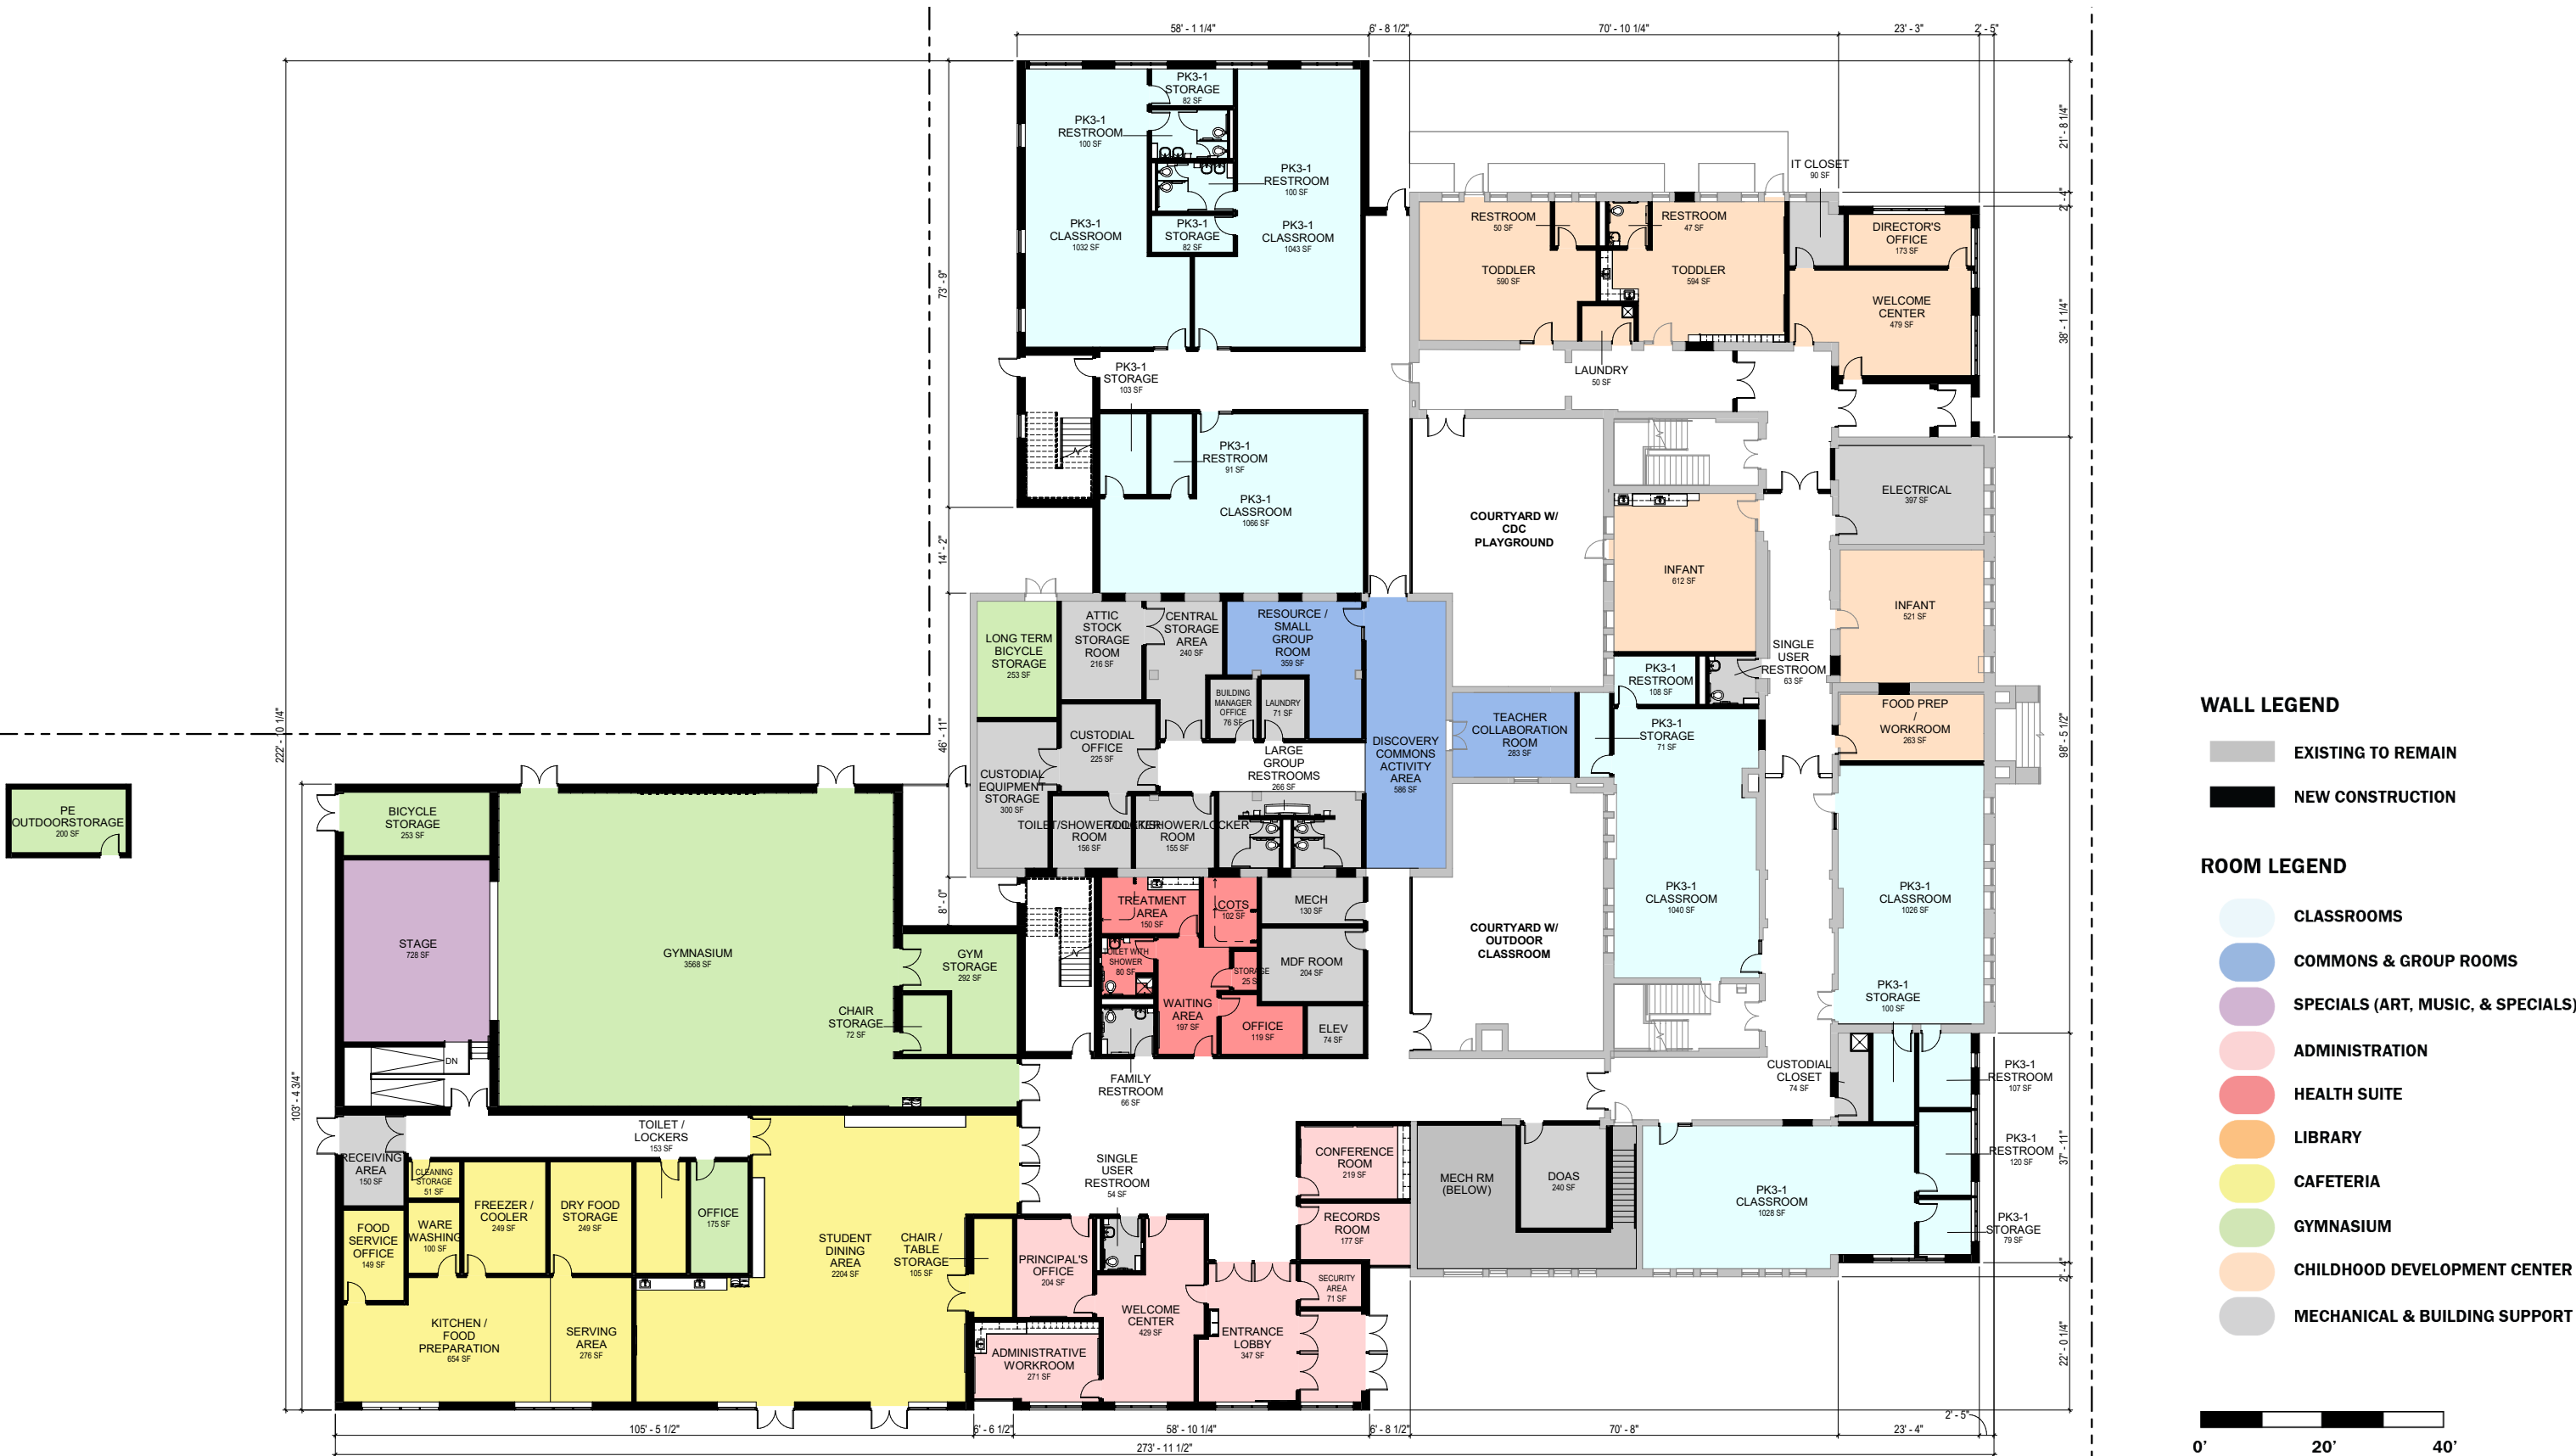 58' - 1 1/4"
6' - 8 1/2"
70' - 10 1/4"
23' - 3"
2' - 5"
21' - 8 1/4"
2' - 4"
38' - 1 1/4"
98' - 5 1/2"
37' - 11"
2' - 4"
22' - 0 1/4"
222' - 0 1/4"
73' - 9"
14' - 2"
46' - 11"
8' - 0"
103' - 4 3/4"
PK3-1
STORAGE
82 SF
PK3-1
RESTROOM
100 SF
PK3-1
RESTROOM
100 SF
PK3-1
CLASSROOM
1032 SF
PK3-1
STORAGE
82 SF
PK3-1
CLASSROOM
1043 SF
IT CLOSET
90 SF
RESTROOM
50 SF
RESTROOM
47 SF
DIRECTOR'S
OFFICE
173 SF
TODDLER
590 SF
TODDLER
594 SF
WELCOME
CENTER
479 SF
LAUNDRY
50 SF
PK3-1
STORAGE
103 SF
PK3-1
RESTROOM
91 SF
PK3-1
CLASSROOM
1066 SF
COURTYARD W/
CDC
PLAYGROUND
ELECTRICAL
397 SF
INFANT
612 SF
INFANT
521 SF
SINGLE
USER
RESTROOM
63 SF
LONG TERM
BICYCLE
STORAGE
253 SF
ATTIC
STOCK
STORAGE
ROOM
216 SF
CENTRAL
STORAGE
AREA
240 SF
RESOURCE /
SMALL
GROUP
ROOM
359 SF
BUILDING
MANAGER
OFFICE
76 SF
LAUNDRY
71 SF
CUSTODIAL
OFFICE
225 SF
CUSTODIAL
EQUIPMENT
STORAGE
300 SF
LARGE
GROUP
RESTROOMS
266 SF
DISCOVERY
COMMONS
ACTIVITY
AREA
586 SF
TEACHER
COLLABORATION
ROOM
283 SF
PK3-1
RESTROOM
108 SF
PK3-1
STORAGE
71 SF
FOOD PREP
/
WORKROOM
263 SF
TOILET/SHOWER/LOCKER
ROOM
156 SF
TOILET/SHOWER/LOCKER
ROOM
155 SF
PE
OUTDOORSTORAGE
200 SF
BICYCLE
STORAGE
253 SF
STAGE
728 SF
GYMNASIUM
3568 SF
GYM
STORAGE
292 SF
CHAIR
STORAGE
72 SF
DN
TREATMENT
AREA
150 SF
COTS
102 SF
MECH
130 SF
TOILET WITH
SHOWER
80 SF
STORAGE
25 SF
MDF ROOM
204 SF
WAITING
AREA
197 SF
OFFICE
119 SF
ELEV
74 SF
FAMILY
RESTROOM
66 SF
COURTYARD W/
OUTDOOR
CLASSROOM
PK3-1
CLASSROOM
1040 SF
PK3-1
CLASSROOM
1026 SF
PK3-1
STORAGE
100 SF
CUSTODIAL
CLOSET
74 SF
PK3-1
RESTROOM
107 SF
PK3-1
RESTROOM
120 SF
PK3-1
STORAGE
79 SF
PK3-1
CLASSROOM
1028 SF
TOILET /
LOCKERS
153 SF
RECEIVING
AREA
150 SF
CLEANING
STORAGE
51 SF
FREEZER /
COOLER
249 SF
DRY FOOD
STORAGE
249 SF
OFFICE
175 SF
FOOD
SERVICE
OFFICE
149 SF
WARE
WASHING
100 SF
KITCHEN /
FOOD
PREPARATION
654 SF
SERVING
AREA
276 SF
STUDENT
DINING
AREA
2204 SF
CHAIR /
TABLE
STORAGE
105 SF
SINGLE
USER
RESTROOM
54 SF
PRINCIPAL'S
OFFICE
204 SF
WELCOME
CENTER
429 SF
ADMINISTRATIVE
WORKROOM
271 SF
ENTRANCE
LOBBY
347 SF
CONFERENCE
ROOM
219 SF
RECORDS
ROOM
177 SF
SECURITY
AREA
71 SF
MECH RM
(BELOW)
DOAS
240 SF
105' - 5 1/2"
6' - 6 1/2"
58' - 10 1/4"
6' - 8 1/2"
70' - 8"
23' - 4"
2' - 5"
273' - 11 1/2"
WALL LEGEND
EXISTING TO REMAIN
NEW CONSTRUCTION
ROOM LEGEND
CLASSROOMS
COMMONS & GROUP ROOMS
SPECIALS (ART, MUSIC, & SPECIALS)
ADMINISTRATION
HEALTH SUITE
LIBRARY
CAFETERIA
GYMNASIUM
CHILDHOOD DEVELOPMENT CENTER
MECHANICAL & BUILDING SUPPORT
0'
20'
40'